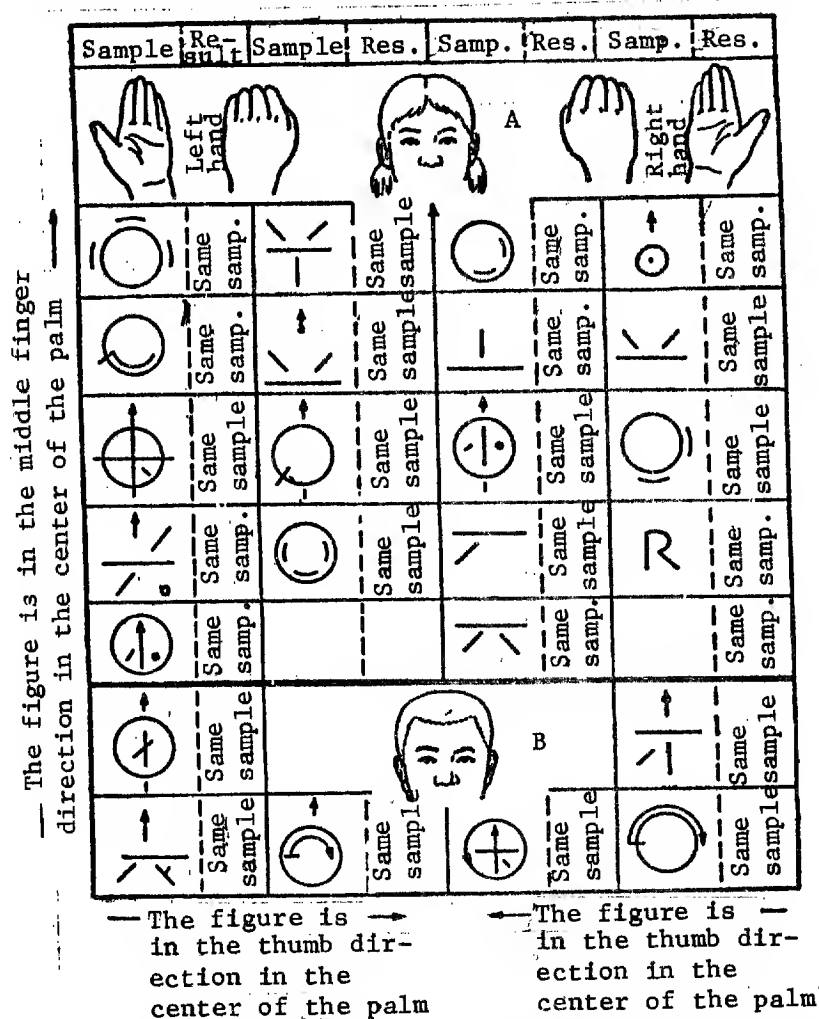 Sample Re-
sult Sample Res. Samp. Res. Samp. Res.
Left
hand
A
Right
hand
Same
samp.
Same
sample
Same
samp.
Same
samp.
Same
samp.
Same
sample
Same
samp.
Same
sample
Same
sample
Same
sample
Same
sample
Same
sample
Same
samp.
Same
sample
Same
sample
R
Same
samp.
Same
samp.
Same
samp.
Same
samp.
Same
sample
B
Same
sample
Same
sample
Same
sample
Same
sample
Same
sample
— The figure is in the middle finger
direction in the center of the palm
— The figure is
in the thumb dir-
ection in the
center of the palm
The figure is —
in the thumb dir-
ection in the
center of the palm